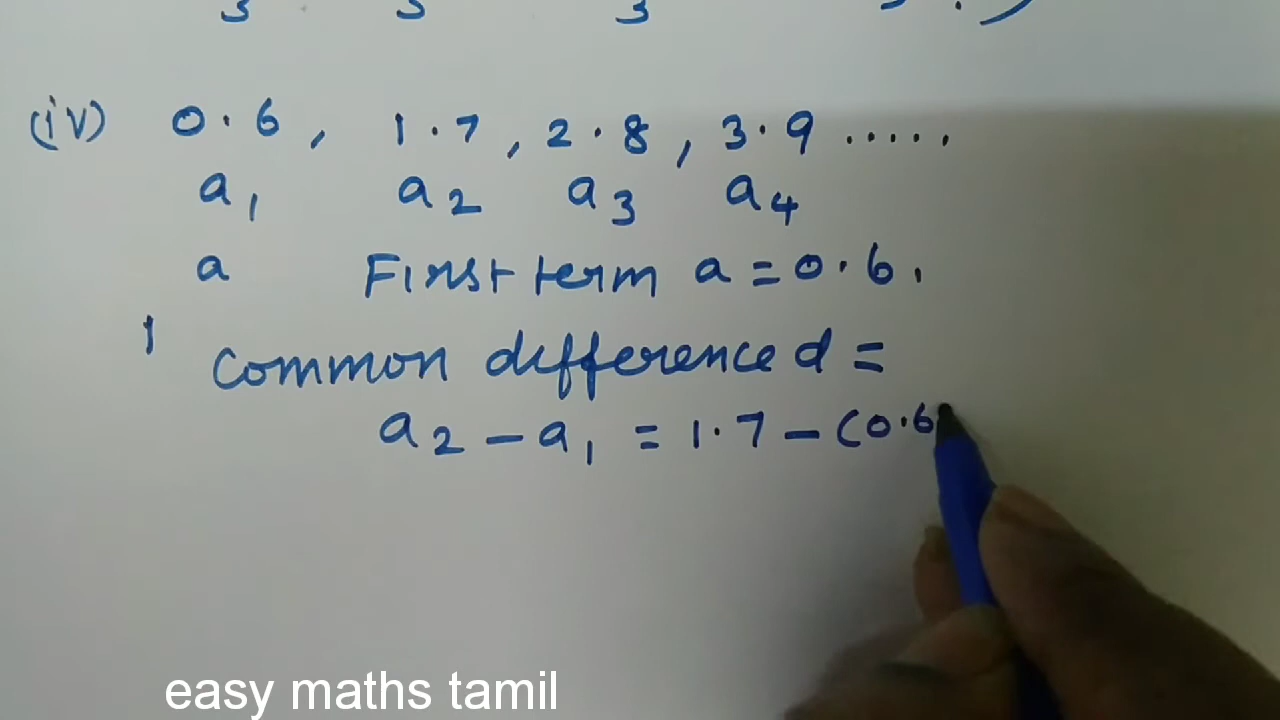 (iv) 0.6, 1.7, 2.8, 3.9 .....
a1 a2 a3 a4
a First term a = 0.6.
1 Common difference d =
a2 - a1 = 1.7 - (0.6
easy maths tamil